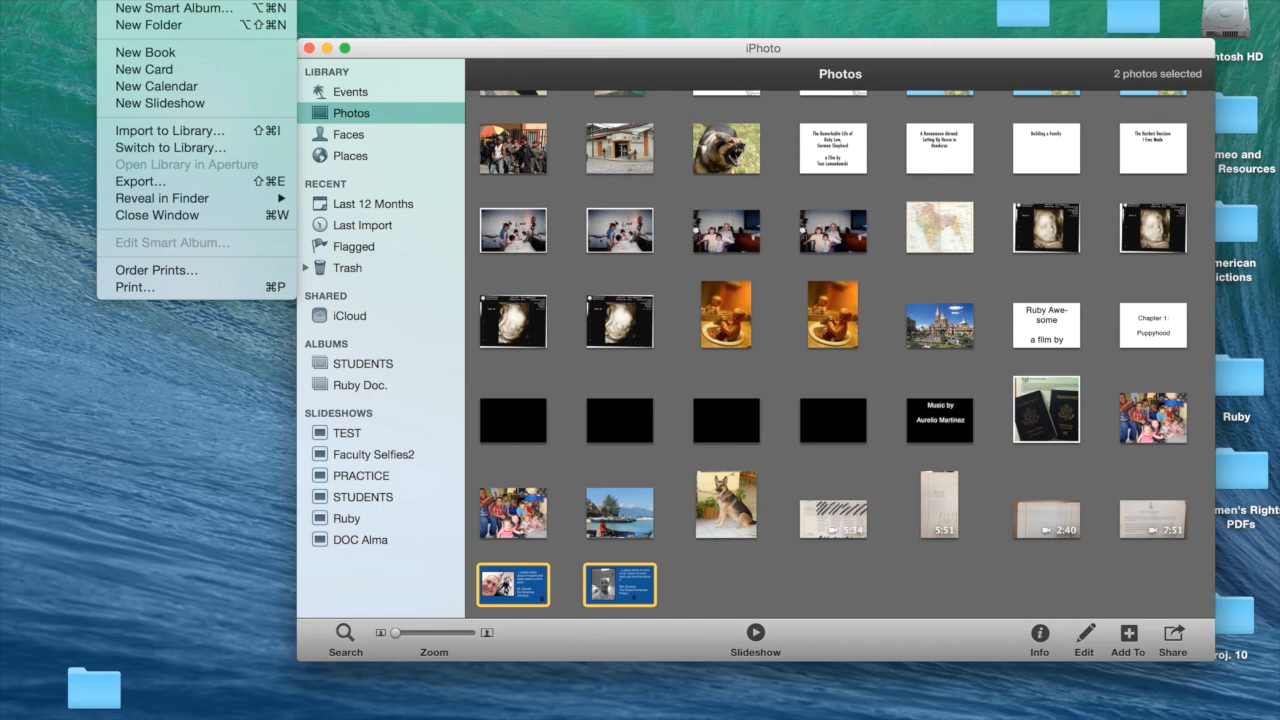 New Smart Album... ⌥⌘N
New Folder ⌥⇧⌘N
New Book
New Card
New Calendar
New Slideshow
Import to Library... ⇧⌘I
Switch to Library...
Open Library in Aperture
Export... ⇧⌘E
Reveal in Finder ▶
Close Window ⌘W
Edit Smart Album...
Order Prints...
Print... ⌘P
iPhoto
Photos
2 photos selected
LIBRARY
Events
Photos
Faces
Places
RECENT
Last 12 Months
Last Import
Flagged
Trash
SHARED
iCloud
ALBUMS
STUDENTS
Ruby Doc.
SLIDESHOWS
TEST
Faculty Selfies2
PRACTICE
STUDENTS
Ruby
DOC Alma
The Remarkable Life of
Ruby Lew,
German Shepherd
a film by
Tom Lewandowski
A Honeymoon Abroad:
Setting Up House in
Honduras
Building a Family
The Hardest Decision
I Ever Made
Ruby Awe-
some
a film by
Chapter 1:
Puppyhood
Music by
Aurelio Martinez
5:34
5:51
2:40
7:51
Search
Zoom
Slideshow
Info
Edit
Add To
Share
ntosh HD
meo and
Resources
merican
ictions
Ruby
men's Rights
PDFs
roj. 10